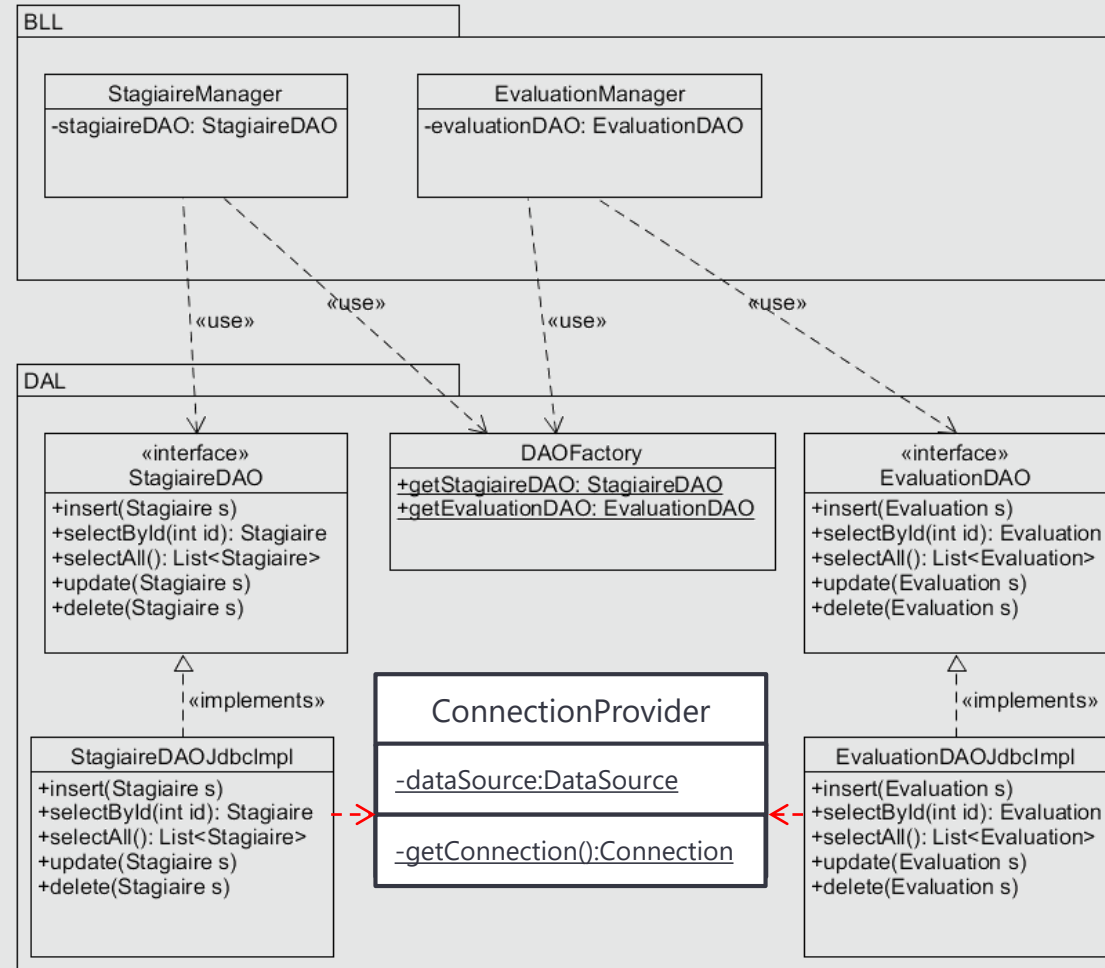 BLL
StagiaireManager
-stagiaireDAO: StagiaireDAO
EvaluationManager
-evaluationDAO: EvaluationDAO
«use»
«use»
«use»
«use»
DAL
«interface»
StagiaireDAO
+insert(Stagiaire s)
+selectById(int id): Stagiaire
+selectAll(): List<Stagiaire>
+update(Stagiaire s)
+delete(Stagiaire s)
DAOFactory
+getStagiaireDAO: StagiaireDAO
+getEvaluationDAO: EvaluationDAO
«interface»
EvaluationDAO
+insert(Evaluation s)
+selectById(int id): Evaluation
+selectAll(): List<Evaluation>
+update(Evaluation s)
+delete(Evaluation s)
«implements»
«implements»
StagiaireDAOJdbcImpl
+insert(Stagiaire s)
+selectById(int id): Stagiaire
+selectAll(): List<Stagiaire>
+update(Stagiaire s)
+delete(Stagiaire s)
ConnectionProvider
-dataSource:DataSource
-getConnection():Connection
EvaluationDAOJdbcImpl
+insert(Evaluation s)
+selectById(int id): Evaluation
+selectAll(): List<Evaluation>
+update(Evaluation s)
+delete(Evaluation s)